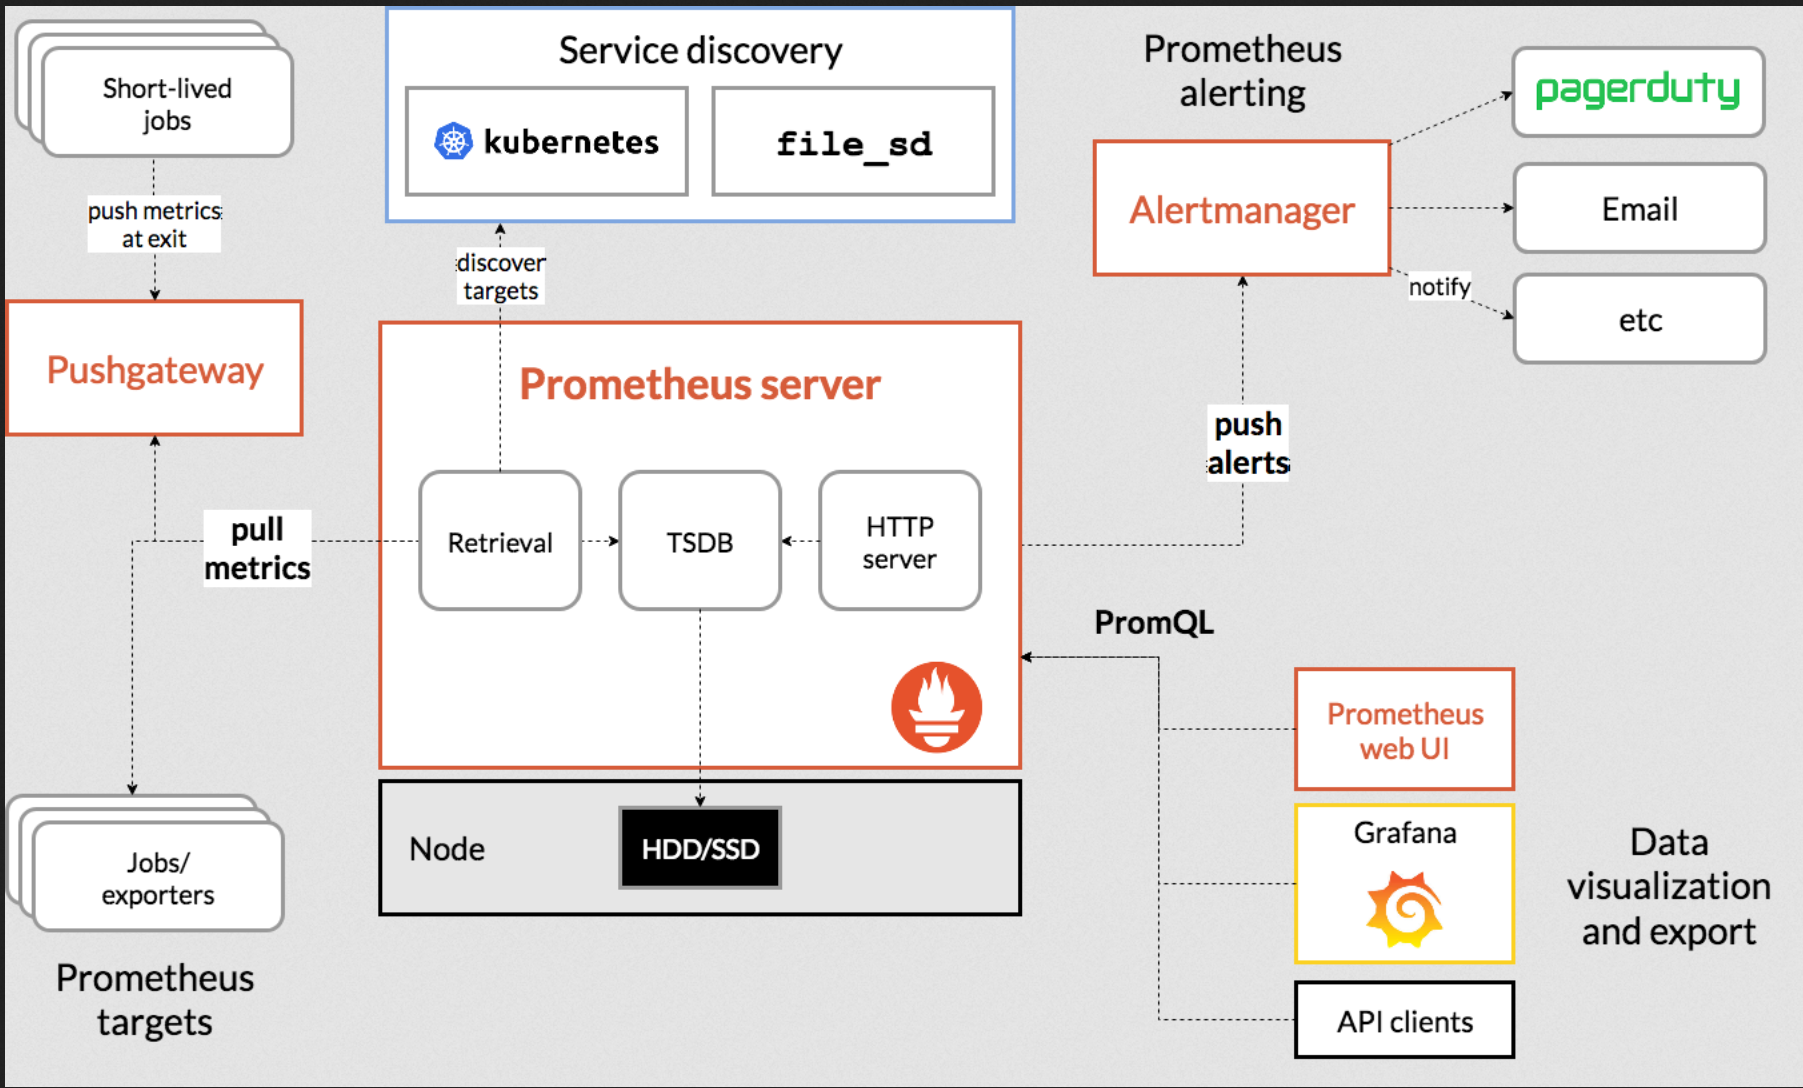 Short-lived
jobs
push metrics
at exit
Pushgateway
pull
metrics
Jobs/
exporters
Prometheus
targets
Service discovery
kubernetes
file_sd
discover
targets
Prometheus server
Retrieval
TSDB
HTTP
server
Node
HDD/SSD
Prometheus
alerting
Alertmanager
pagerduty
Email
notify
etc
push
alerts
PromQL
Prometheus
web UI
Grafana
API clients
Data
visualization
and export